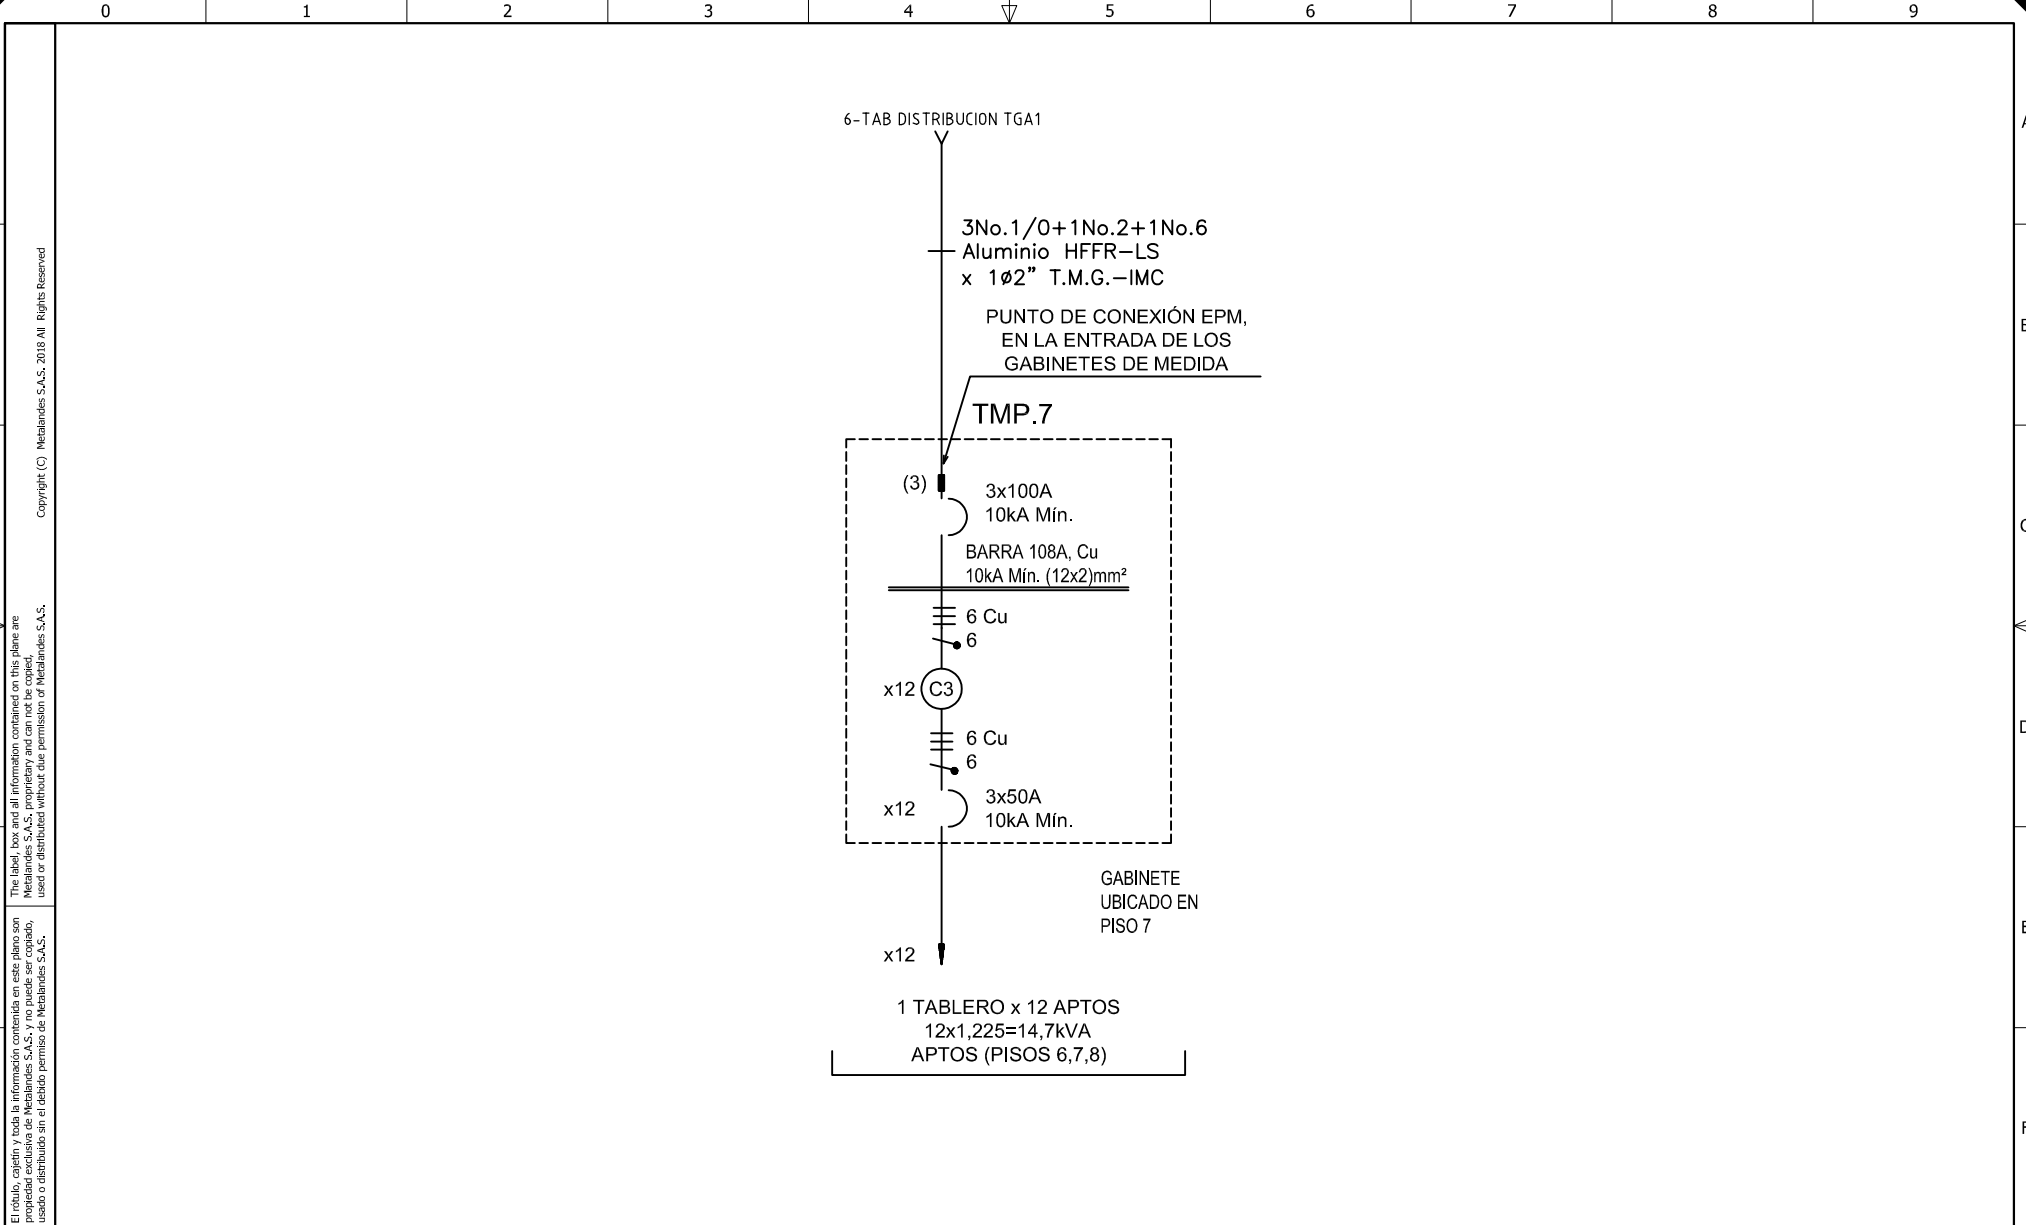 0 1 2 3 4 5 6 7 8 9
6-TAB DISTRIBUCION TGA1
3No.1/0+1No.2+1No.6
Aluminio HFFR-LS
x 1ø2" T.M.G.-IMC
PUNTO DE CONEXIÓN EPM,
EN LA ENTRADA DE LOS
GABINETES DE MEDIDA
TMP.7
(3)
3x100A
10kA Mín.
BARRA 108A, Cu
10kA Mín. (12x2)mm²
6 Cu
6
x12
C3
6 Cu
6
x12
3x50A
10kA Mín.
GABINETE
UBICADO EN
PISO 7
x12
1 TABLERO x 12 APTOS
12x1,225=14,7kVA
APTOS (PISOS 6,7,8)
Copyright (C) Metalandes S.A.S. 2018 All Rights Reserved
The label, box and all information contained on this plane are
Metalandes S.A.S. proprietary and can not be copied,
used or distributed without due permission of Metalandes S.A.S.
El rótulo, cajetín y toda la información contenida en este plano son
propiedad exclusiva de Metalandes S.A.S. y no puede ser copiado,
usado o distribuido sin el debido permiso de Metalandes S.A.S.